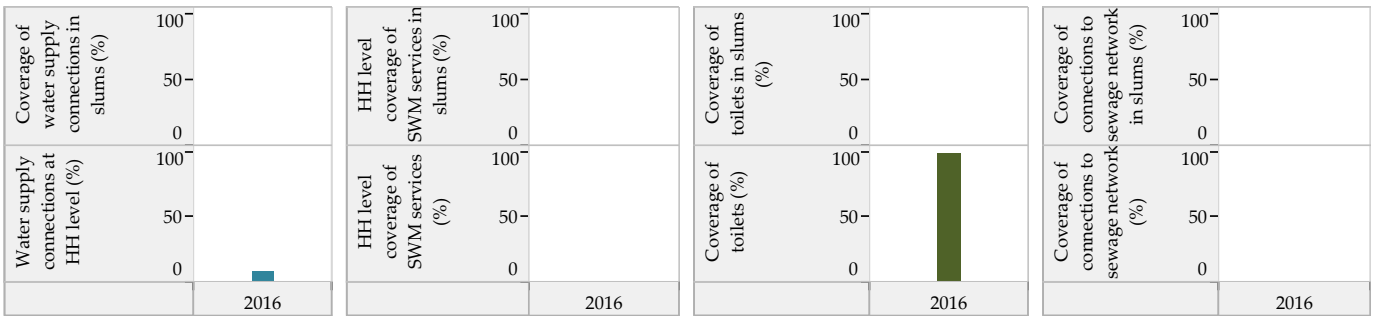 Coverage of
water supply
connections in
slums (%)
100
50
0
Water supply
connections at
HH level (%)
100
50
0
2016
HH level
coverage of
SWM services in
slums (%)
100
50
0
HH level
coverage of
SWM services
(%)
100
50
0
2016
Coverage of
toilets in slums
(%)
100
50
0
Coverage of
toilets (%)
100
50
0
2016
Coverage of
connections to
sewage network
in slums (%)
100
50
0
Coverage of
connections to
sewage network
(%)
100
50
0
2016